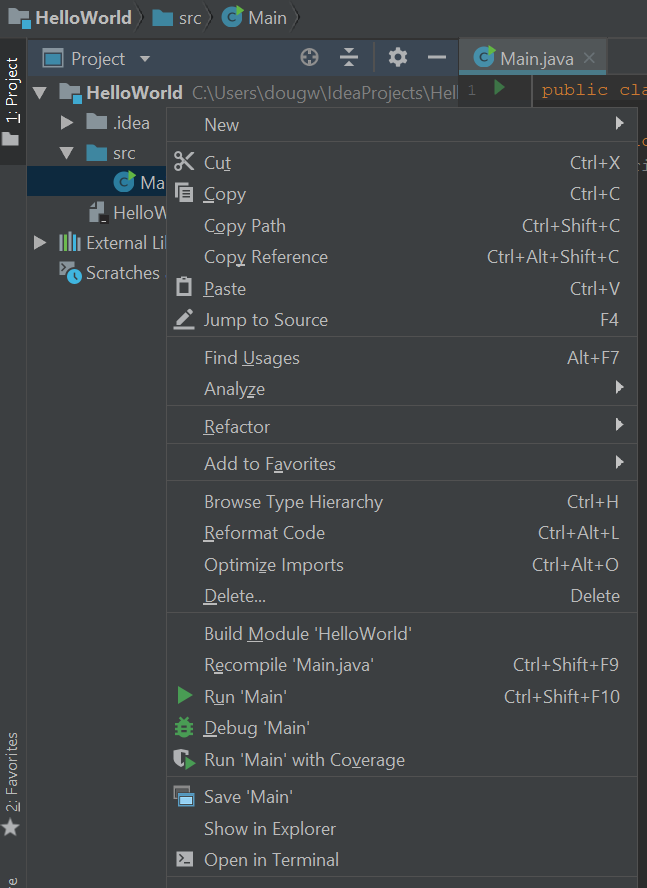 HelloWorld src Main
Project
Main.java
1: Project
HelloWorld C:\Users\dougw\IdeaProjects\Hel
1 public cla
.idea
src
Ma
HelloW
External Lib
Scratches
New
Cut Ctrl+X
Copy Ctrl+C
Copy Path Ctrl+Shift+C
Copy Reference Ctrl+Alt+Shift+C
Paste Ctrl+V
Jump to Source F4
Find Usages Alt+F7
Analyze
Refactor
Add to Favorites
Browse Type Hierarchy Ctrl+H
Reformat Code Ctrl+Alt+L
Optimize Imports Ctrl+Alt+O
Delete... Delete
Build Module 'HelloWorld'
Recompile 'Main.java' Ctrl+Shift+F9
Run 'Main' Ctrl+Shift+F10
Debug 'Main'
Run 'Main' with Coverage
Save 'Main'
Show in Explorer
Open in Terminal
2: Favorites